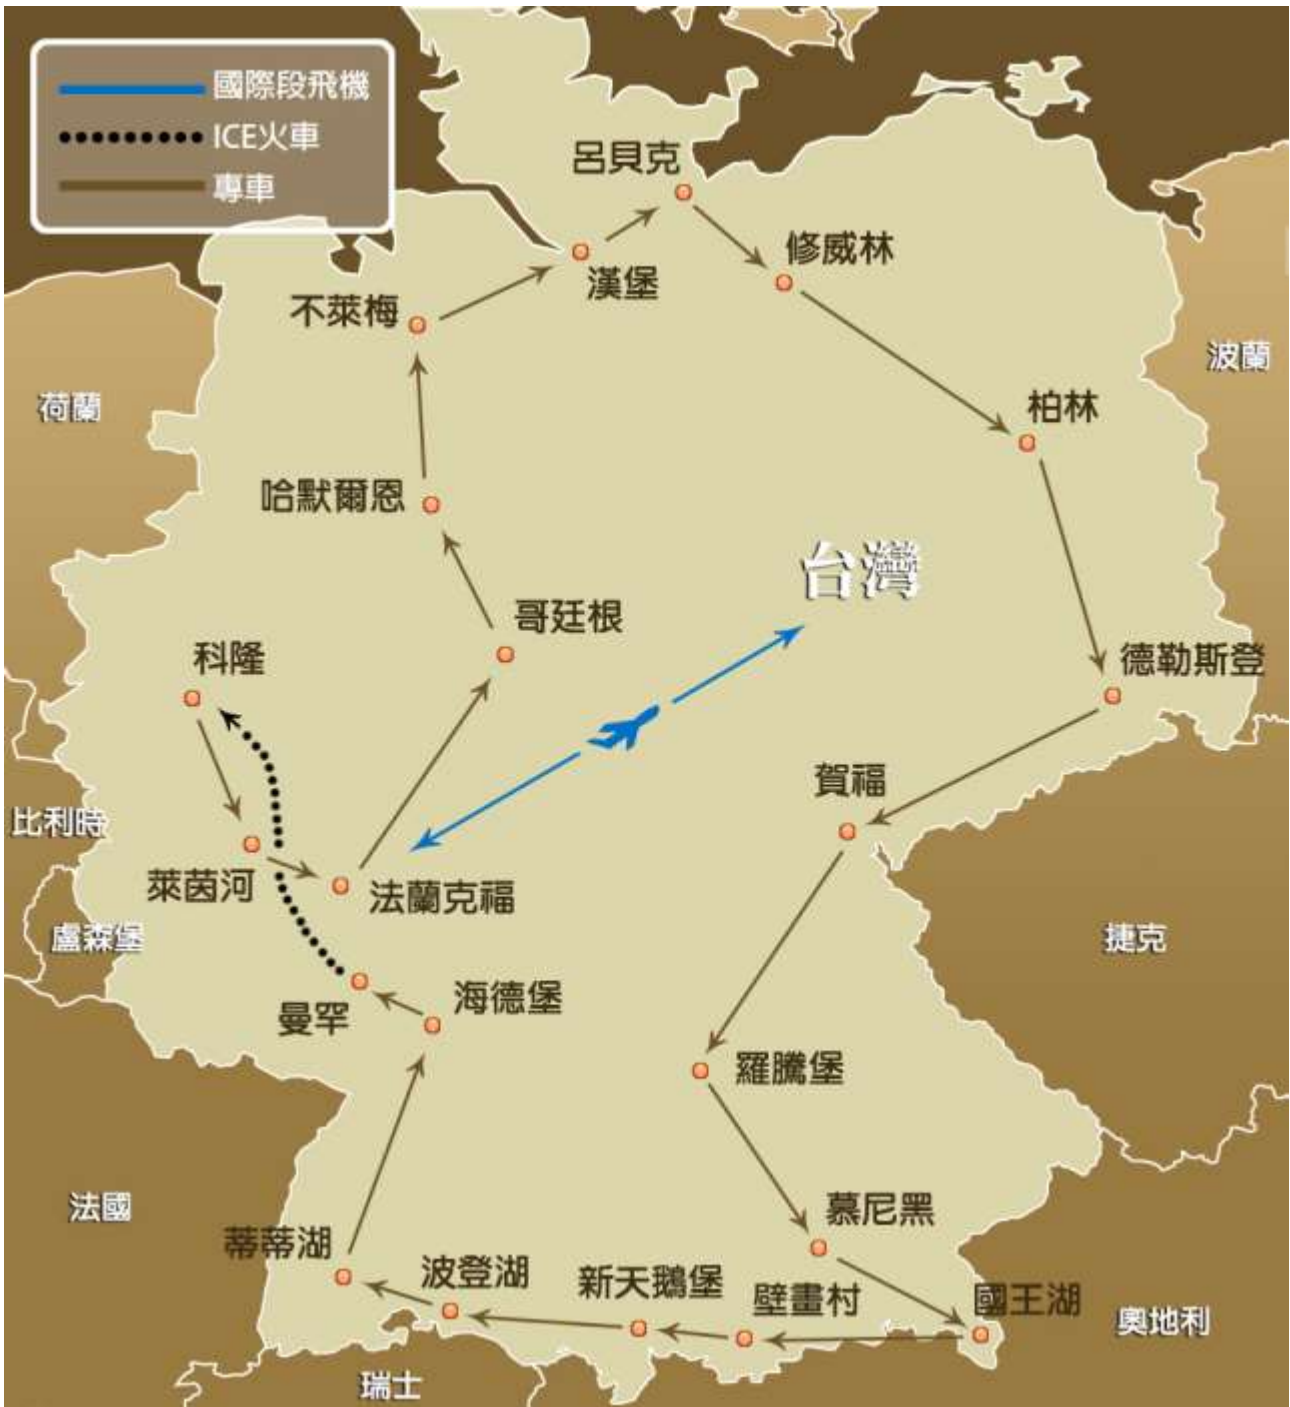 國際段飛機
ICE火車
專車
呂貝克
修威林
漢堡
不萊梅
波蘭
荷蘭
柏林
哈默爾恩
台灣
哥廷根
科隆
德勒斯登
賀福
比利時
萊茵河
法蘭克福
盧森堡
捷克
海德堡
曼罕
羅騰堡
法國
慕尼黑
蒂蒂湖
波登湖
新天鵝堡
壁畫村
國王湖
奧地利
瑞士